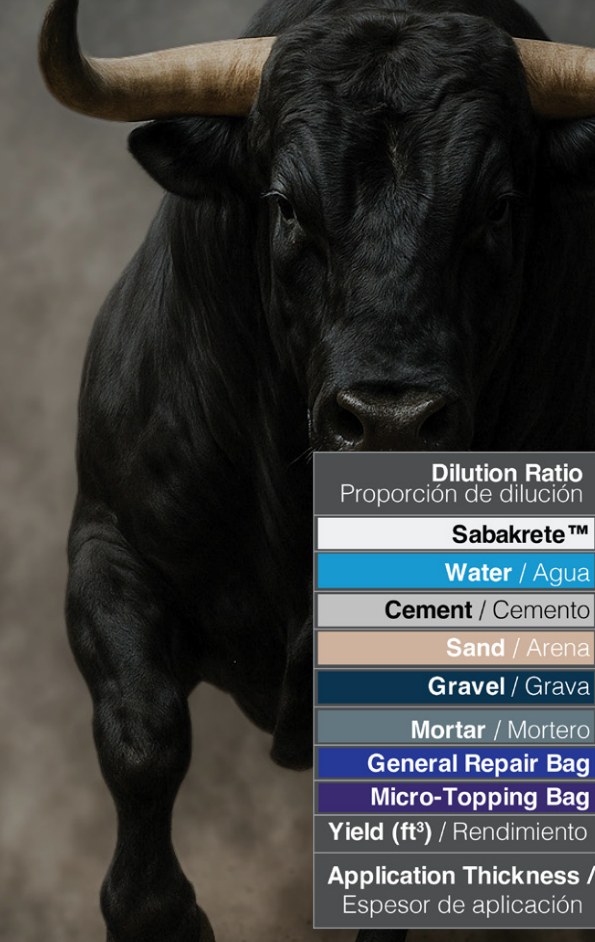 Dilution Ratio
Proporción de dilución
Sabakrete™
Water / Agua
Cement / Cemento
Sand / Arena
Gravel / Grava
Mortar / Mortero
General Repair Bag
Micro-Topping Bag
Yield (ft³) / Rendimiento
Application Thickness /
Espesor de aplicación